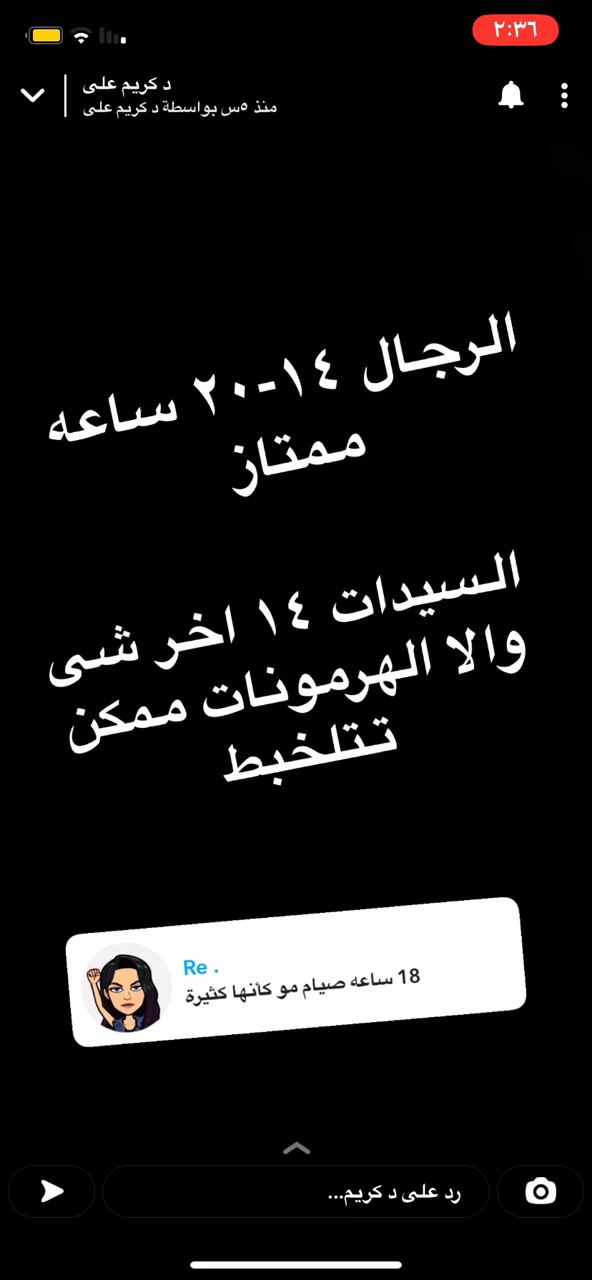 ٢:٣٦
د كريم على
منذ ٥س بواسطة د كريم على
الرجال ١٤-٢٠ ساعه
ممتاز
السيدات ١٤ اخر شى
والا الهرمونات ممكن
تتلخبط
Re .
18 ساعه صيام مو كأنها كثيرة
رد على د كريم...